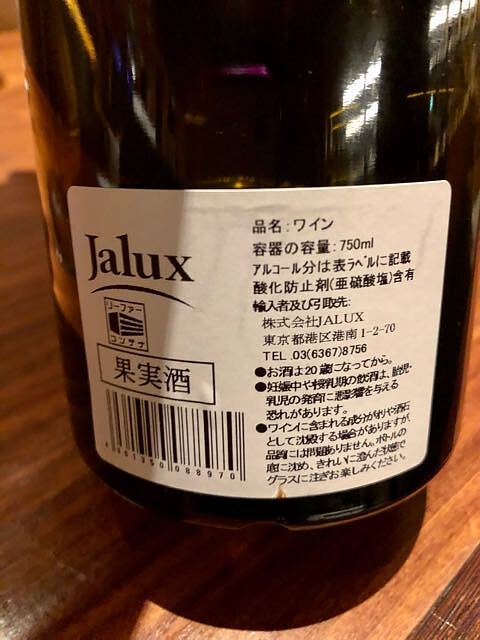 Jalux
リーファー
コンテナ
果実酒
088970
品名:ワイン
容器の容量:750ml
アルコール分は表ラベルに記載
酸化防止剤(亜硫酸塩)含有
輸入者及び引取先:
株式会社JALUX
東京都港区港南1-2-70
TEL .03(6367)8756
●お酒は20歳になってから。
●妊娠中や授乳期の飲酒は、胎児・
乳児の発育に悪影響を与える
恐れがあります。
●ワインに含まれる成分が澱や酒石
として沈殿する場合がありますが、
品質には問題ありません。ボトルの
底に沈め、きれいに澄んだ状態で
グラスに注ぎお楽しみください。